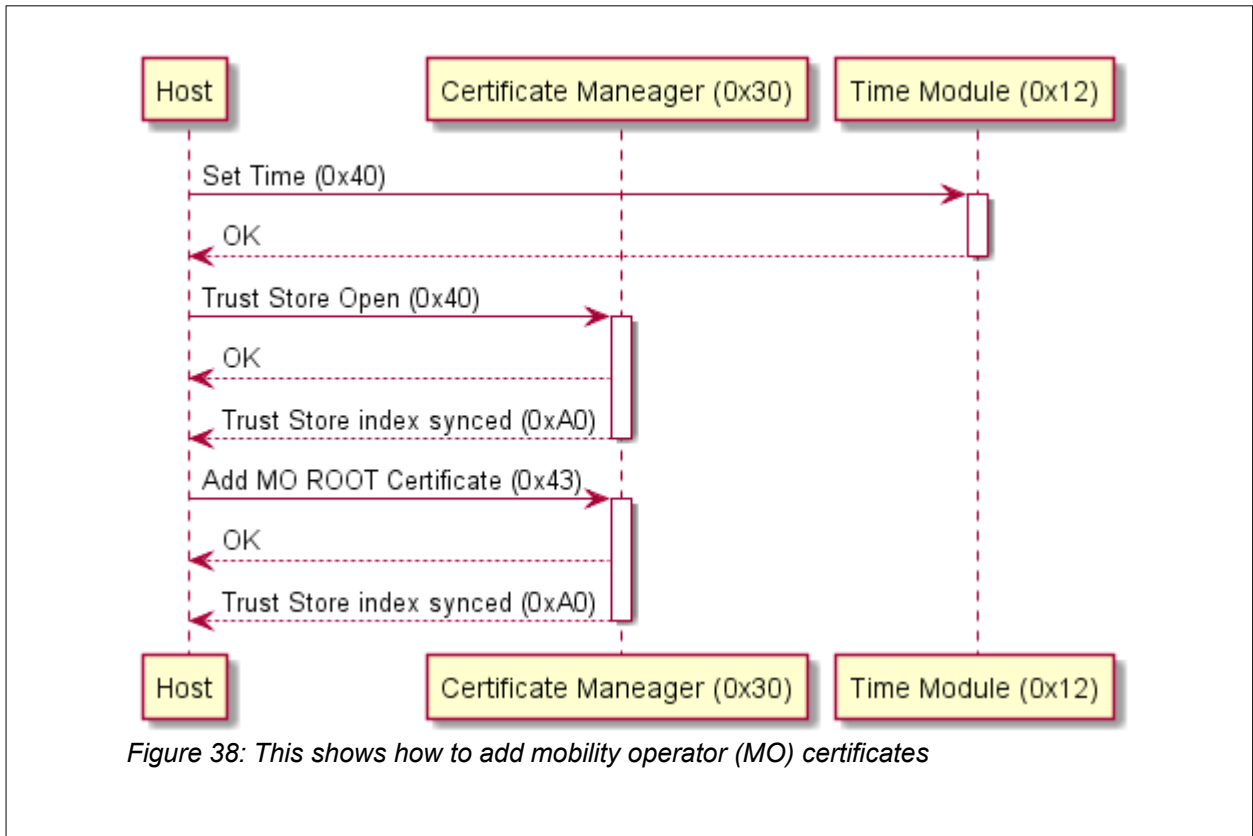 Host
Certificate Maneager (0x30)
Time Module (0x12)
Set Time (0x40)
OK
Trust Store Open (0x40)
OK
Trust Store index synced (0xA0)
Add MO ROOT Certificate (0x43)
OK
Trust Store index synced (0xA0)
Host
Certificate Maneager (0x30)
Time Module (0x12)
Figure 38: This shows how to add mobility operator (MO) certificates